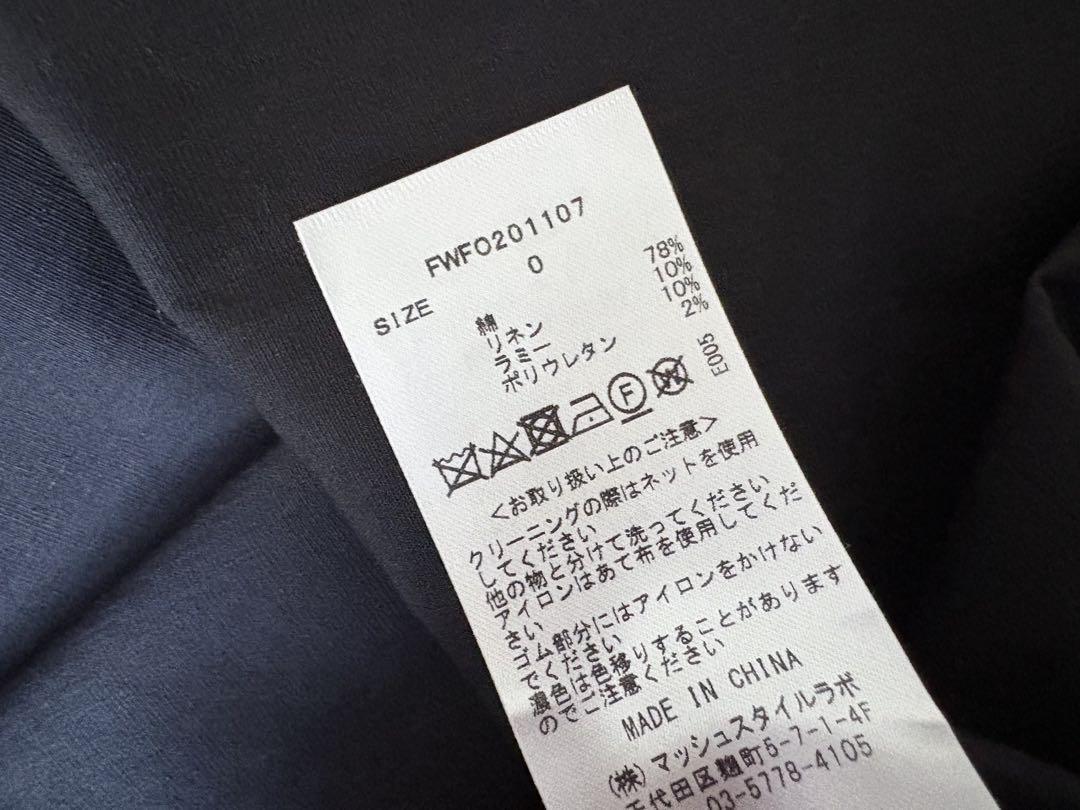 FWFO201107
SIZE 0
綿 78%
リネン 10%
ラミー 10%
ポリウレタン 2%
F W E005
<お取り扱い上のご注意>
クリーニングの際はネットを使用
してください
他の物と分けて洗ってください
アイロンはあて布を使用してくだ
さい
ゴム部分にはアイロンをかけない
でください
濃色は色移りすることがあります
のでご注意ください
MADE IN CHINA
(株)マッシュスタイルラボ
千代田区麹町5-7-1-4F
03-5778-4105